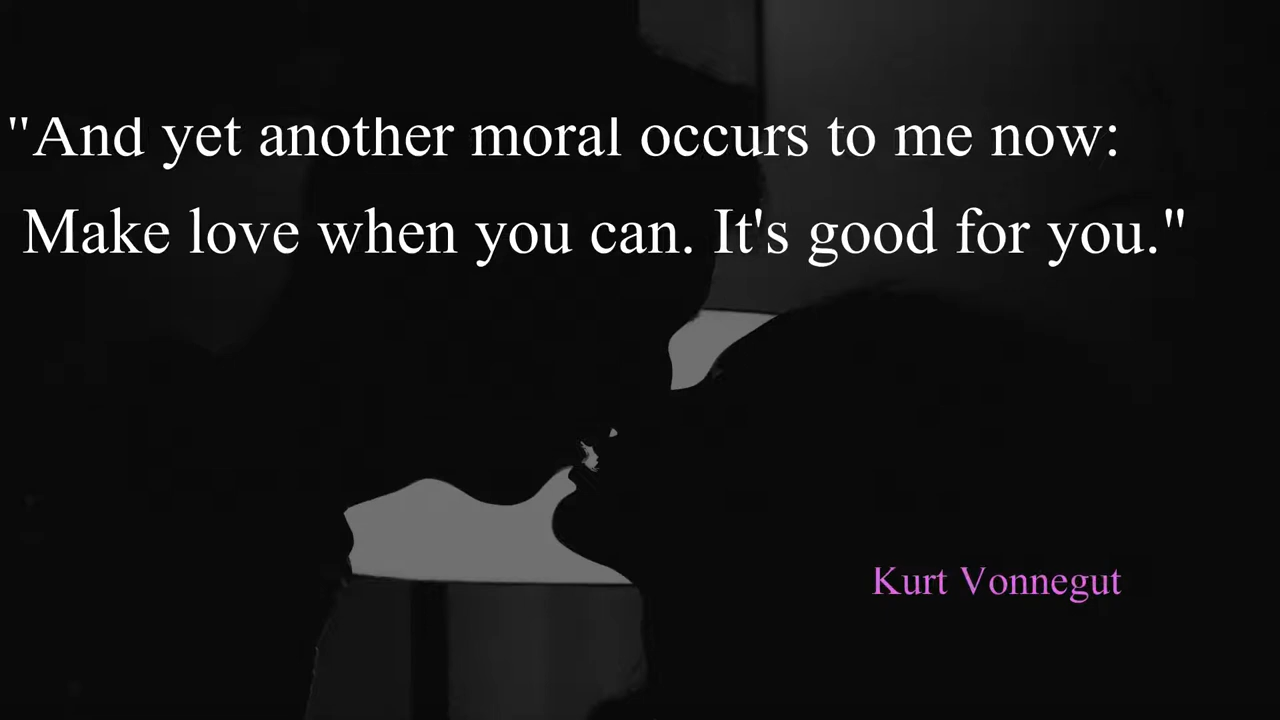 "And yet another moral occurs to me now:
Make love when you can. It's good for you."
Kurt Vonnegut